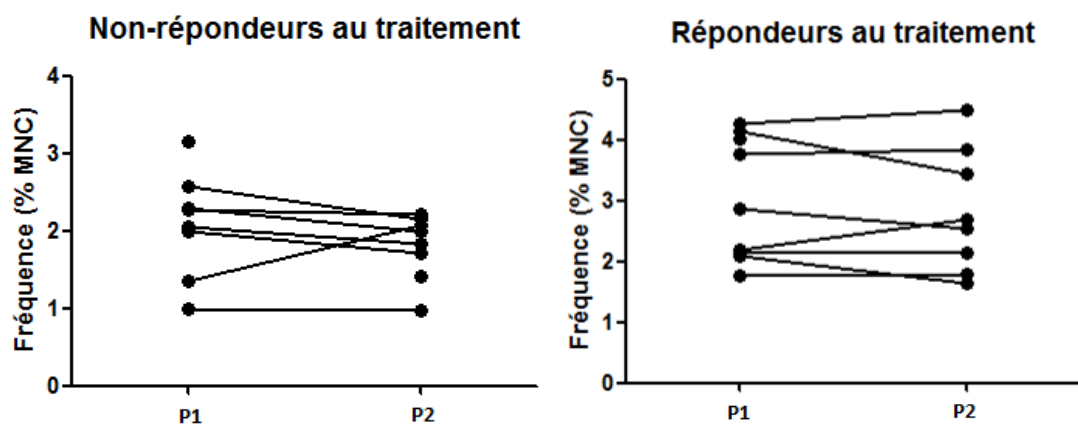 Non-répondeurs au traitement
Fréquence (% MNC)
4
3
2
1
0
P1 P2
Répondeurs au traitement
Fréquence (% MNC)
5
4
3
2
1
0
P1 P2